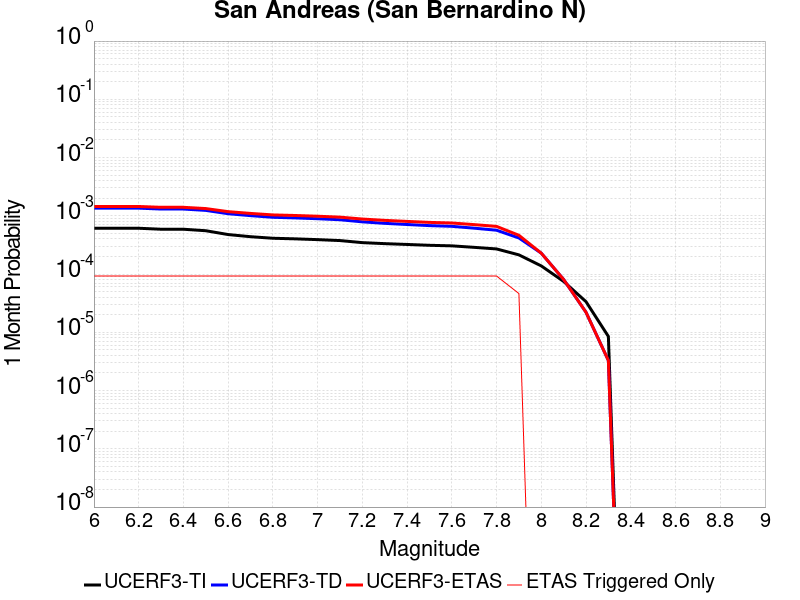 San Andreas (San Bernardino N)
10^0
10^-1
10^-2
10^-3
10^-4
10^-5
10^-6
10^-7
10^-8
1 Month Probability
6 6.2 6.4 6.6 6.8 7 7.2 7.4 7.6 7.8 8 8.2 8.4 8.6 8.8 9
Magnitude
UCERF3-TI UCERF3-TD UCERF3-ETAS ETAS Triggered Only